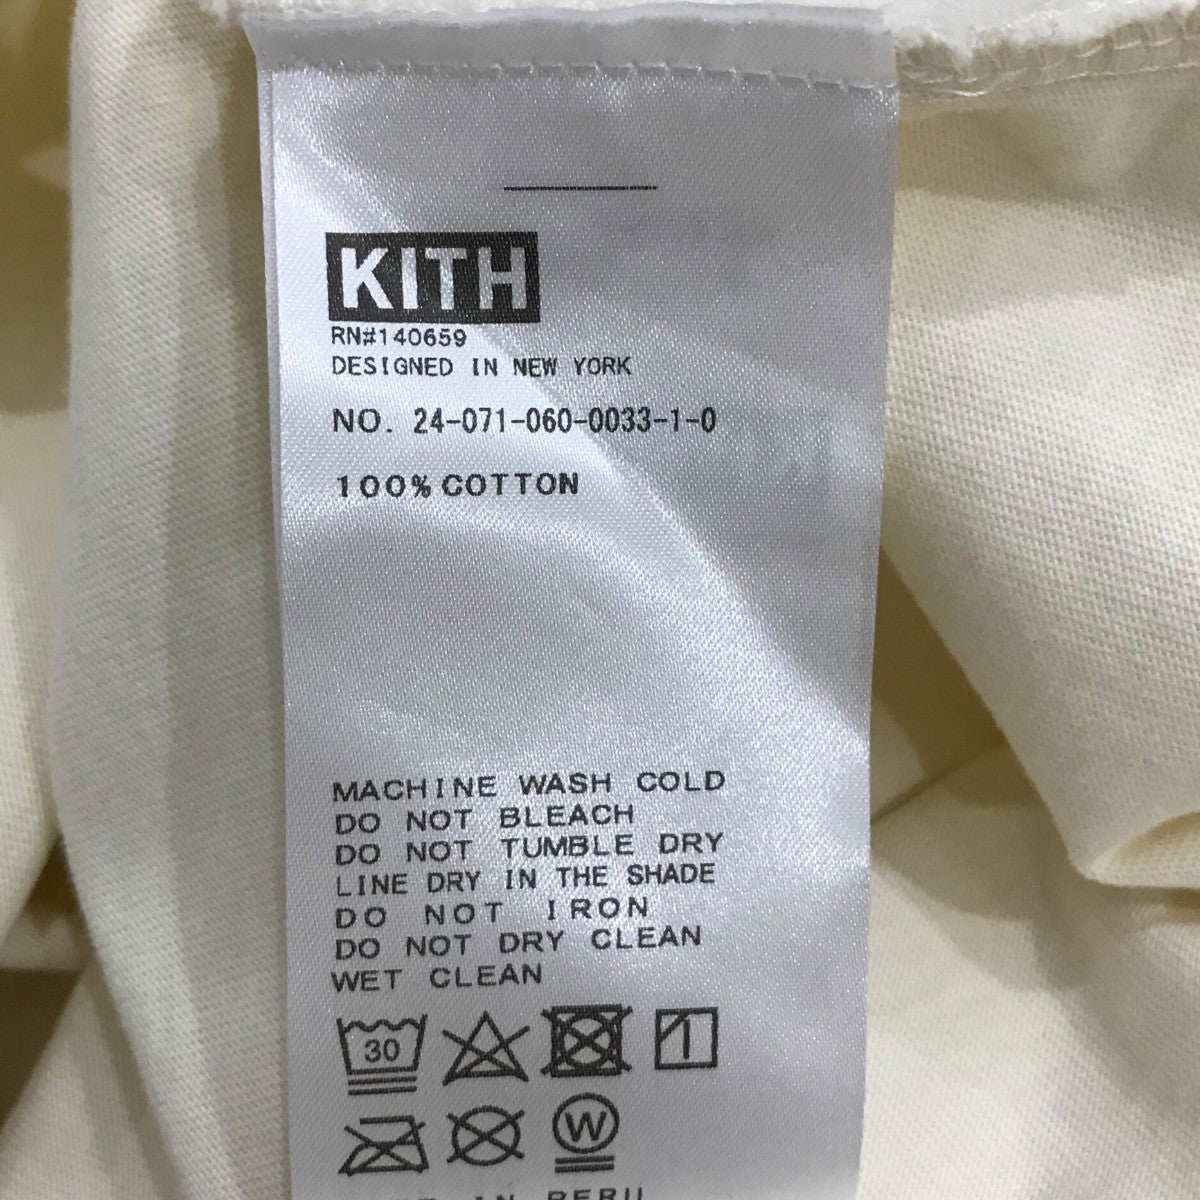 KITH
RN#140659
DESIGNED IN NEW YORK
NO. 24-071-060-0033-1-0
100% COTTON
MACHINE WASH COLD
DO NOT BLEACH
DO NOT TUMBLE DRY
LINE DRY IN THE SHADE
DO NOT IRON
DO NOT DRY CLEAN
WET CLEAN
30
W
IN PERU